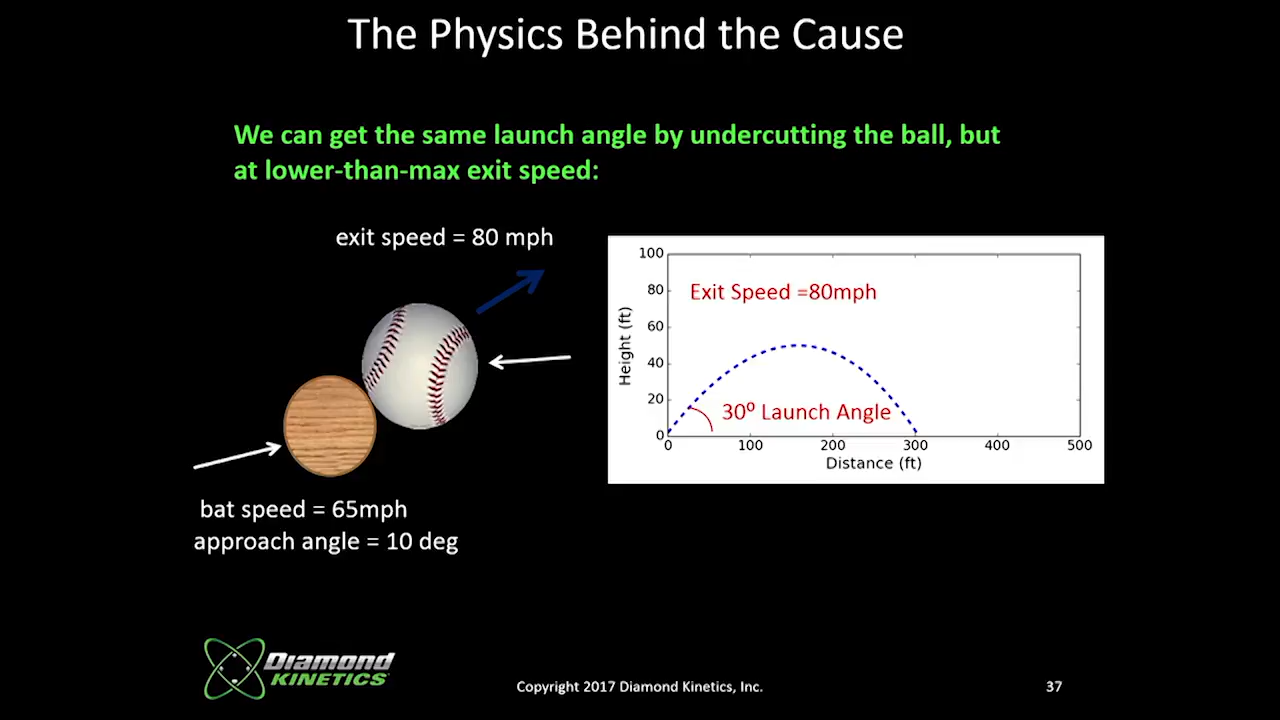 The Physics Behind the Cause
We can get the same launch angle by undercutting the ball, but
at lower-than-max exit speed:
exit speed = 80 mph
bat speed = 65mph
approach angle = 10 deg
100
80
60
40
20
0
Height (ft)
Exit Speed =80mph
30⁰ Launch Angle
0 100 200 300 400 500
Distance (ft)
Diamond
KINETICS
Copyright 2017 Diamond Kinetics, Inc.
37